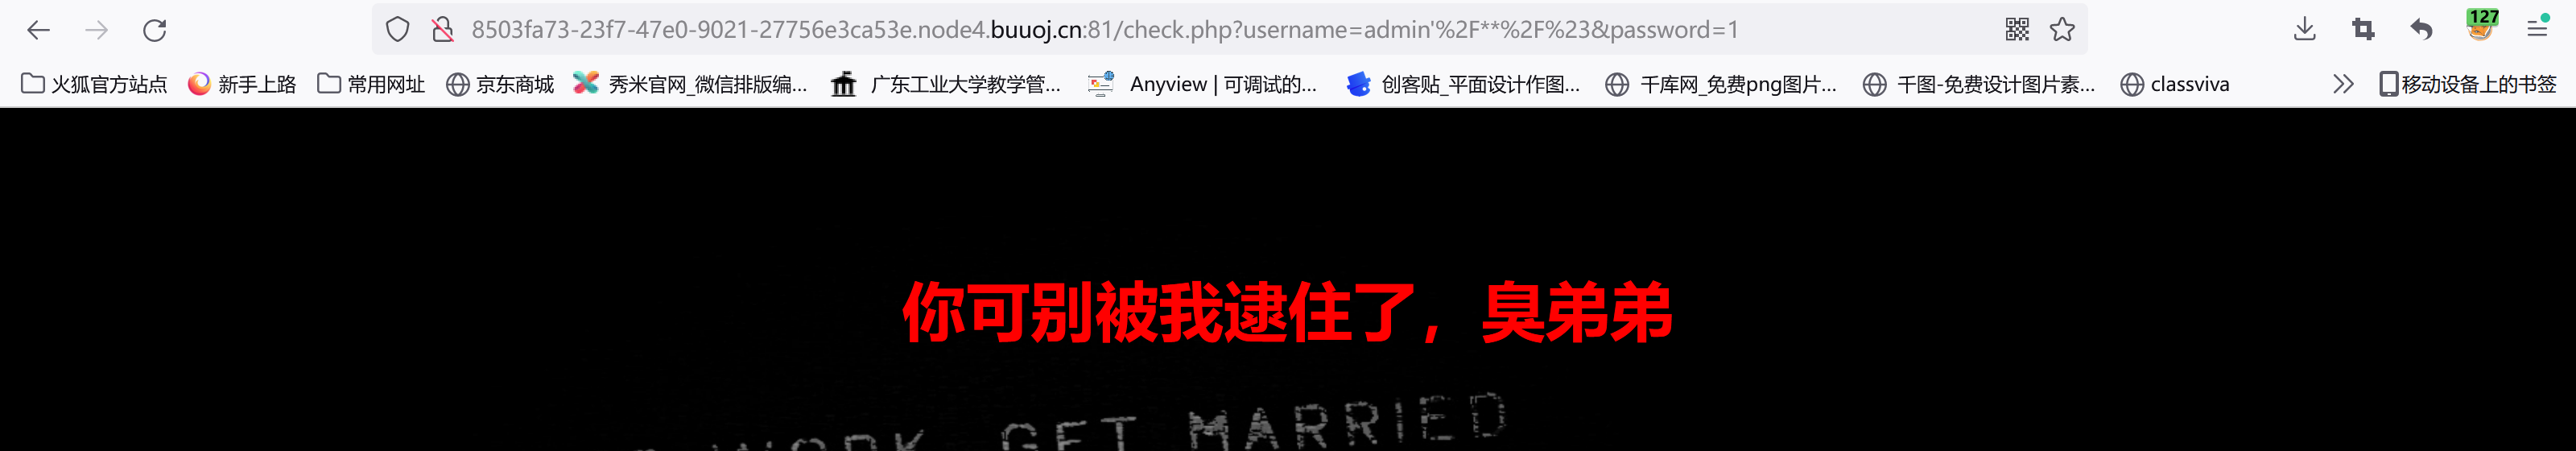 8503fa73-23f7-47e0-9021-27756e3ca53e.node4.buuoj.cn:81/check.php?username=admin'%2F**%2F%23&password=1
127
火狐官方站点 新手上路 常用网址 京东商城 秀米官网_微信排版编... 广东工业大学教学管... Anyview | 可调试的... 创客贴_平面设计作图... 千库网_免费png图片... 千图-免费设计图片素... classviva 移动设备上的书签
你可别被我逮住了，臭弟弟
WORK GET MARRIED